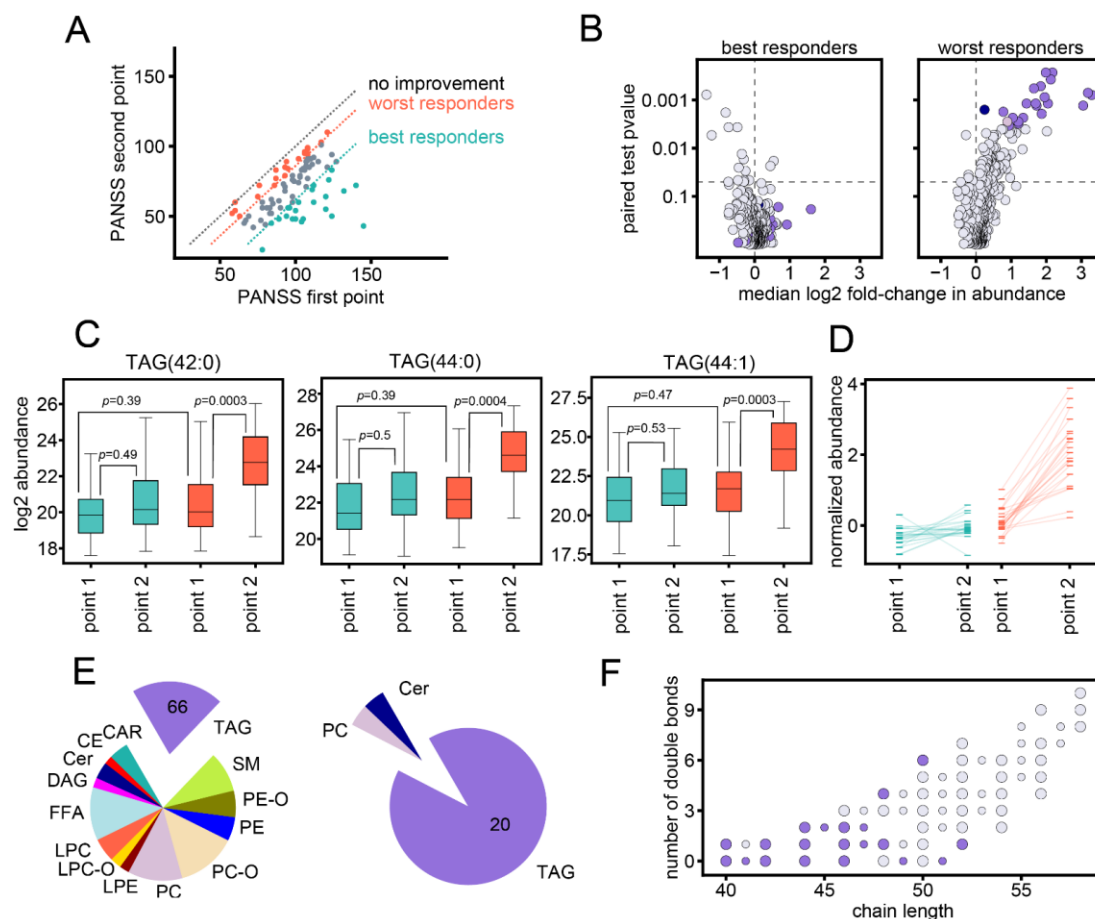 A
PANSS second point
150
100
50
no improvement
worst responders
best responders
50
100
150
PANSS first point
B
best responders
worst responders
paired test pvalue
0.001
0.01
0.1
−1 0 1 2 3
−1 0 1 2 3
median log2 fold-change in abundance
C
TAG(42:0)
log2 abundance
26
24
22
20
18
p=0.39
p=0.0003
p=0.49
point 1
point 2
point 1
point 2
TAG(44:0)
28
26
24
22
20
p=0.39
p=0.0004
p=0.5
point 1
point 2
point 1
point 2
TAG(44:1)
27.5
25.0
22.5
20.0
17.5
p=0.47
p=0.0003
p=0.53
point 1
point 2
point 1
point 2
D
normalized abundance
4
2
0
point 1
point 2
point 1
point 2
E
66
TAG
CAR
CE
Cer
DAG
FFA
LPC
LPC-O
LPE
PC
PC-O
PE
PE-O
SM
Cer
PC
20
TAG
F
number of double bonds
9
6
3
0
40
45
50
55
chain length